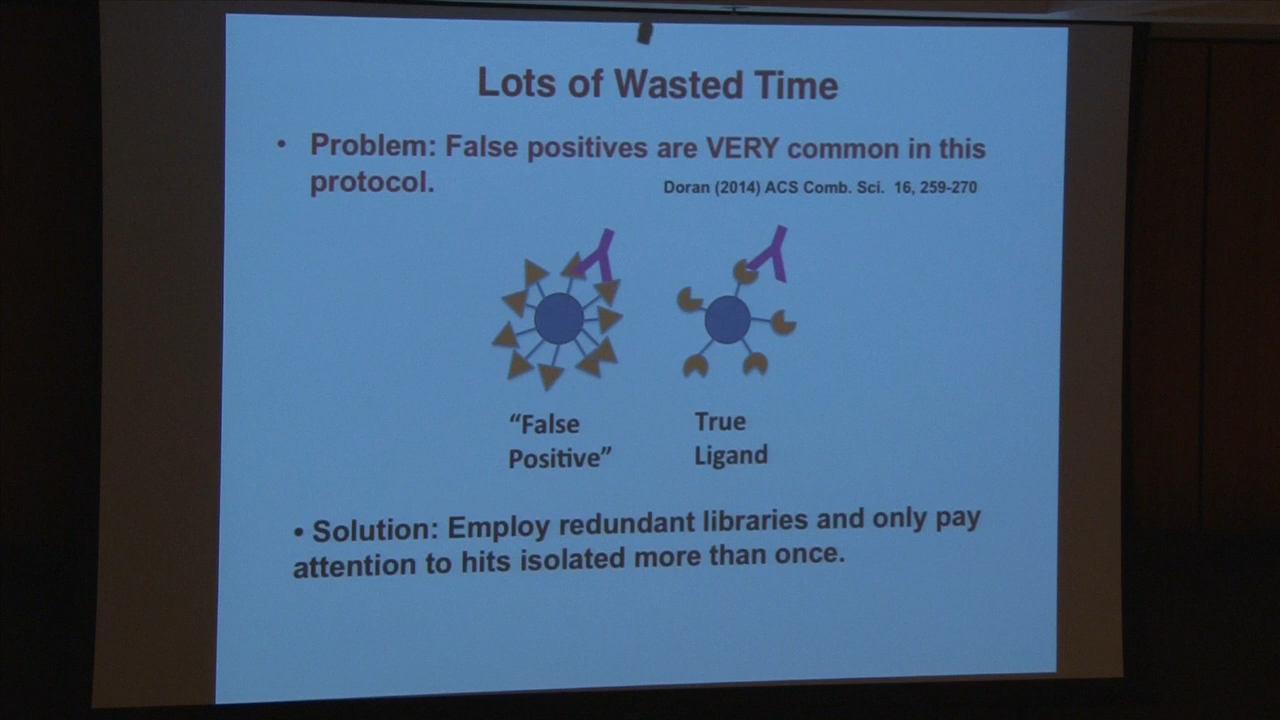 Lots of Wasted Time
• Problem: False positives are VERY common in this
protocol.
Doran (2014) ACS Comb. Sci. 16, 259-270
“False
Positive”
True
Ligand
• Solution: Employ redundant libraries and only pay
attention to hits isolated more than once.